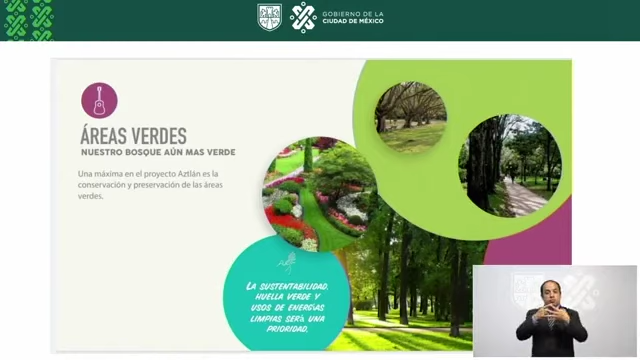 GOBIERNO DE LA
CIUDAD DE MÉXICO
ÁREAS VERDES
NUESTRO BOSQUE AÚN MAS VERDE
Una máxima en el proyecto Aztlán es la
conservación y preservación de las áreas
verdes.
LA SUSTENTABILIDAD,
HUELLA VERDE Y
USOS DE ENERGÍAS
LIMPIAS SERÁ UNA
PRIORIDAD.